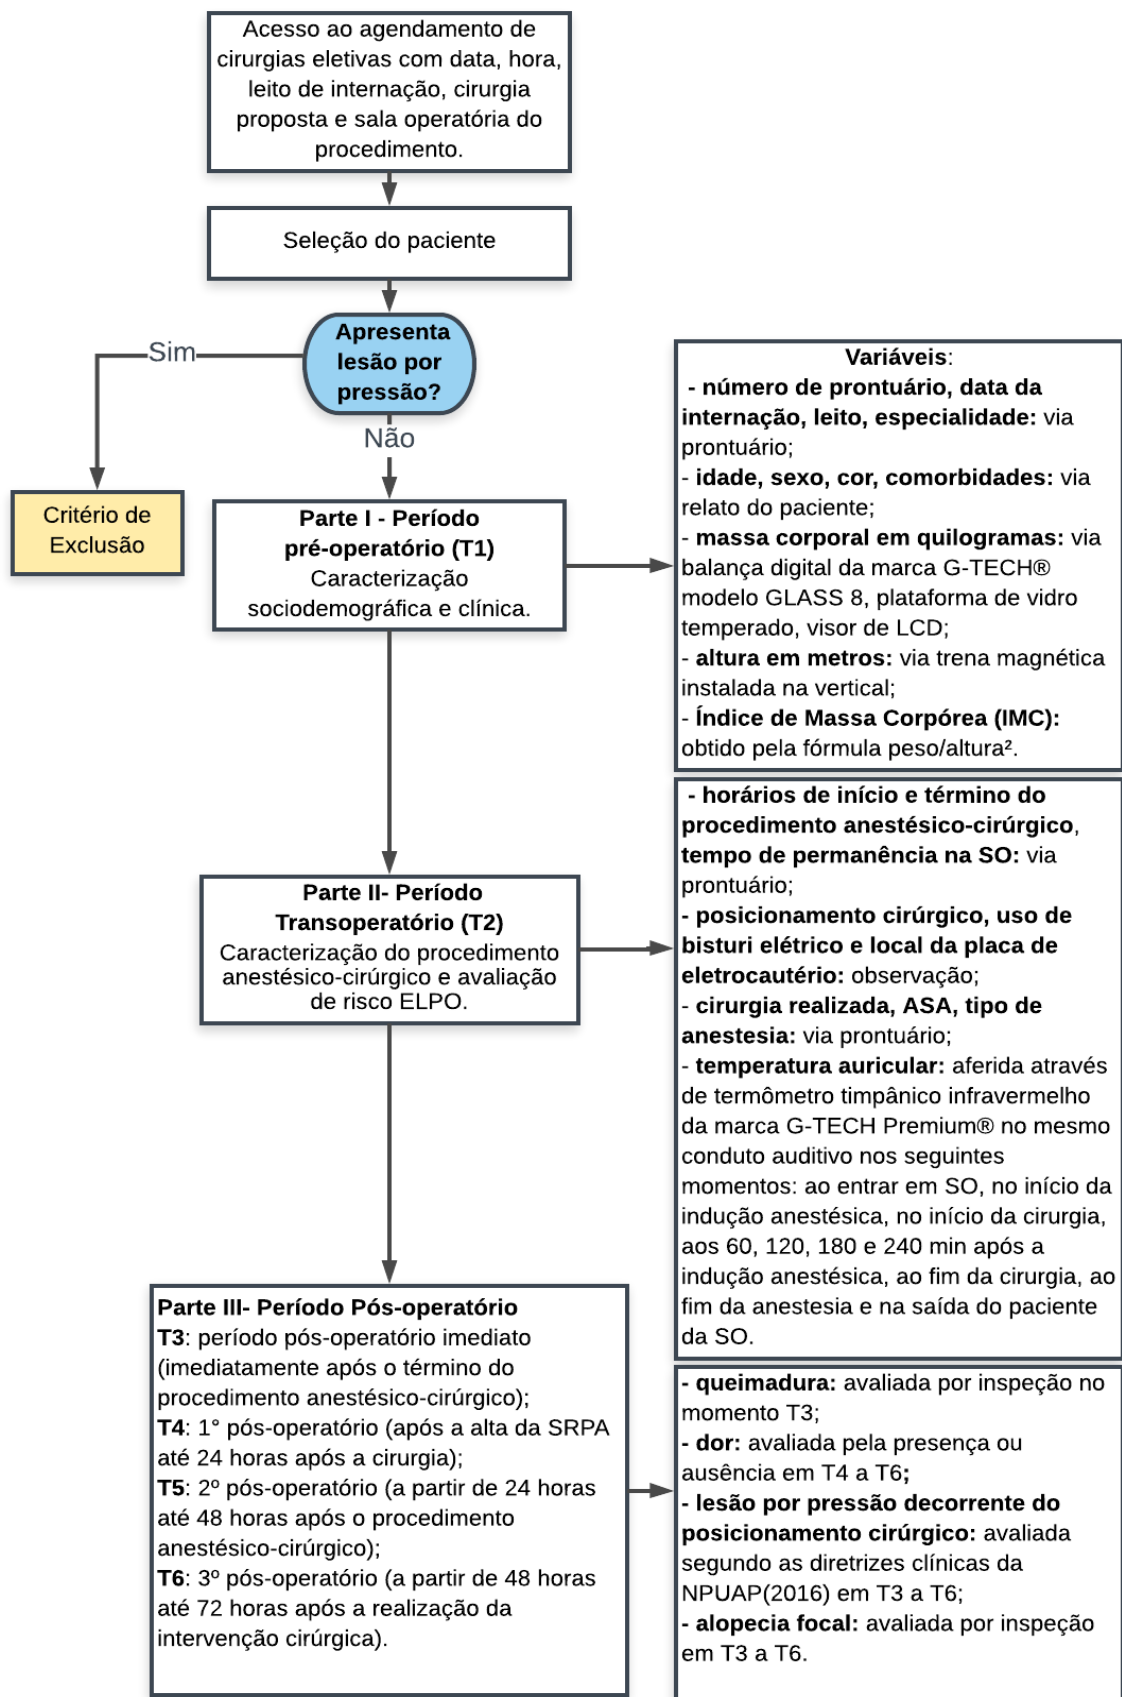 Acesso ao agendamento de
cirurgias eletivas com data, hora,
leito de internação, cirurgia
proposta e sala operatória do
procedimento.
Seleção do paciente
Apresenta
lesão por
pressão?
Sim
Não
Critério de
Exclusão
Parte I - Período
pré-operatório (T1)
Caracterização
sociodemográfica e clínica.
Variáveis:
- número de prontuário, data da
internação, leito, especialidade: via
prontuário;
- idade, sexo, cor, comorbidades: via
relato do paciente;
- massa corporal em quilogramas: via
balança digital da marca G-TECH®
modelo GLASS 8, plataforma de vidro
temperado, visor de LCD;
- altura em metros: via trena magnética
instalada na vertical;
- Índice de Massa Corpórea (IMC):
obtido pela fórmula peso/altura².
Parte II- Período
Transoperatório (T2)
Caracterização do procedimento
anestésico-cirúrgico e avaliação
de risco ELPO.
- horários de início e término do
procedimento anestésico-cirúrgico,
tempo de permanência na SO: via
prontuário;
- posicionamento cirúrgico, uso de
bisturi elétrico e local da placa de
eletrocautério: observação;
- cirurgia realizada, ASA, tipo de
anestesia: via prontuário;
- temperatura auricular: aferida através
de termômetro timpânico infravermelho
da marca G-TECH Premium® no mesmo
conduto auditivo nos seguintes
momentos: ao entrar em SO, no início da
indução anestésica, no início da cirurgia,
aos 60, 120, 180 e 240 min após a
indução anestésica, ao fim da cirurgia, ao
fim da anestesia e na saída do paciente
da SO.
Parte III- Período Pós-operatório
T3: período pós-operatório imediato
(imediatamente após o término do
procedimento anestésico-cirúrgico);
T4: 1° pós-operatório (após a alta da SRPA
até 24 horas após a cirurgia);
T5: 2º pós-operatório (a partir de 24 horas
até 48 horas após o procedimento
anestésico-cirúrgico);
T6: 3º pós-operatório (a partir de 48 horas
até 72 horas após a realização da
intervenção cirúrgica).
- queimadura: avaliada por inspeção no
momento T3;
- dor: avaliada pela presença ou
ausência em T4 a T6;
- lesão por pressão decorrente do
posicionamento cirúrgico: avaliada
segundo as diretrizes clínicas da
NPUAP(2016) em T3 a T6;
- alopecia focal: avaliada por inspeção
em T3 a T6.